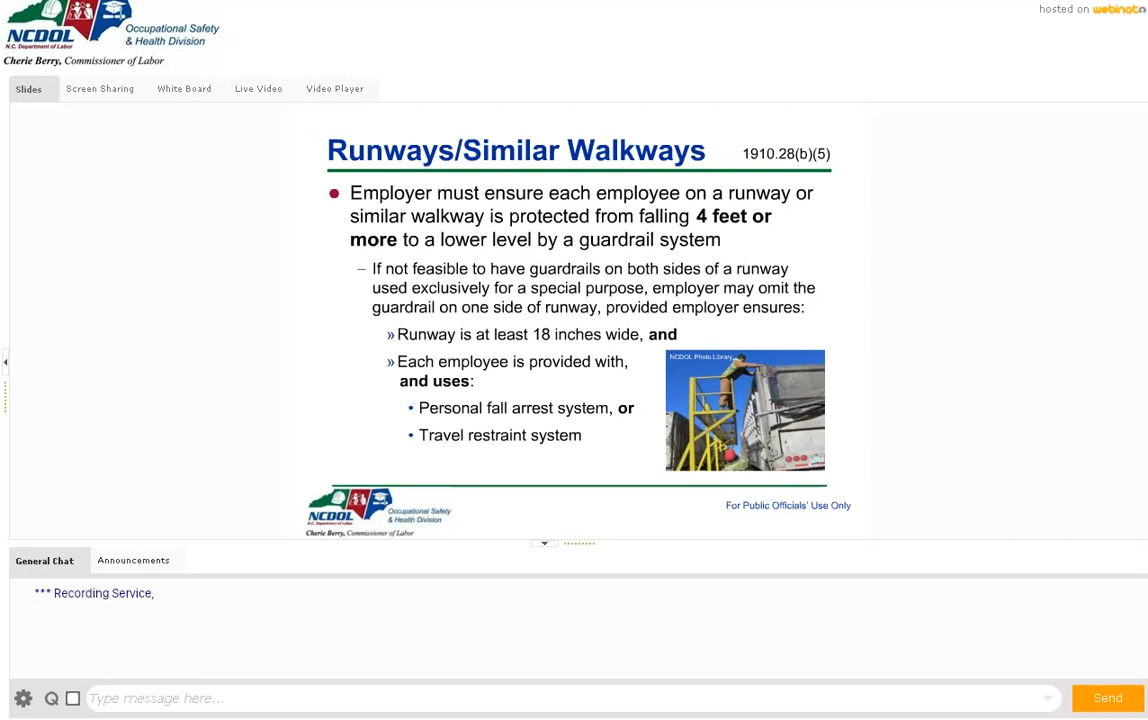 hosted on webinato
NCDOL
N.C. Department of Labor
Occupational Safety
& Health Division
Cherie Berry, Commissioner of Labor
Slides
Screen Sharing
White Board
Live Video
Video Player
Runways/Similar Walkways
1910.28(b)(5)
Employer must ensure each employee on a runway or
similar walkway is protected from falling 4 feet or
more to a lower level by a guardrail system
– If not feasible to have guardrails on both sides of a runway
used exclusively for a special purpose, employer may omit the
guardrail on one side of runway, provided employer ensures:
» Runway is at least 18 inches wide, and
» Each employee is provided with,
and uses:
• Personal fall arrest system, or
• Travel restraint system
NCDOL Photo Library
NCDOL
N.C. Department of Labor
Occupational Safety
& Health Division
Cherie Berry, Commissioner of Labor
For Public Officials' Use Only
General Chat
Announcements
*** Recording Service,
Type message here...
Send